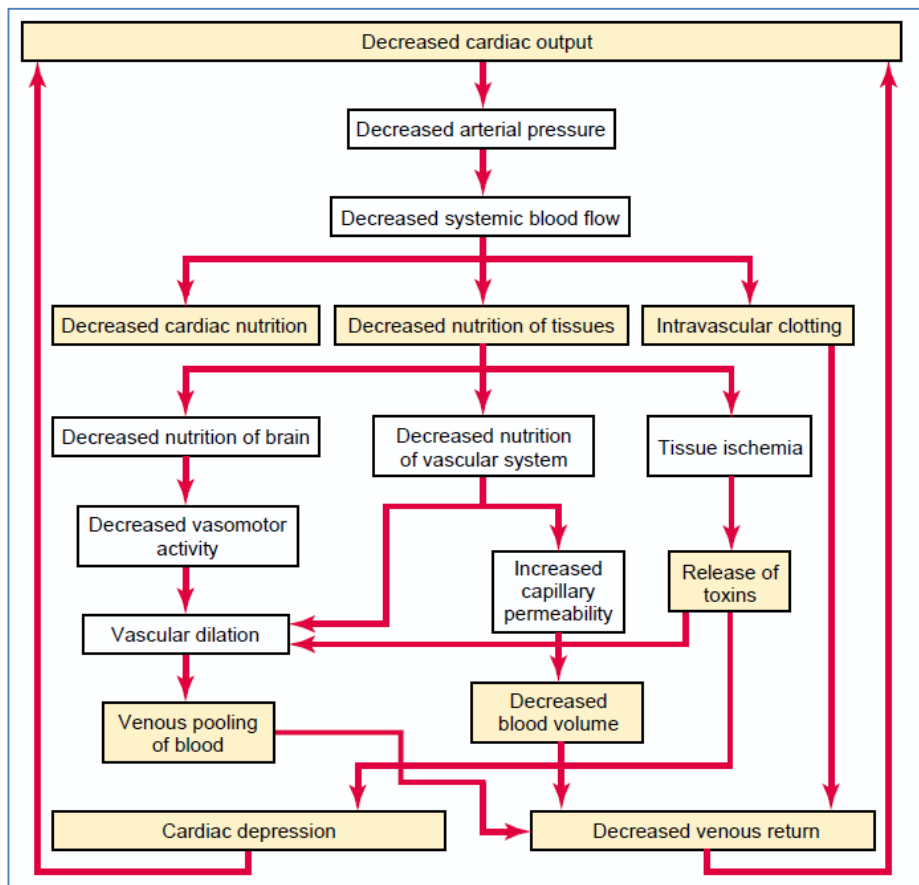 Decreased cardiac output
Decreased arterial pressure
Decreased systemic blood flow
Decreased cardiac nutrition
Decreased nutrition of tissues
Intravascular clotting
Decreased nutrition of brain
Decreased nutrition
of vascular system
Tissue ischemia
Decreased vasomotor
activity
Increased
capillary
permeability
Release of
toxins
Vascular dilation
Venous pooling
of blood
Decreased
blood volume
Cardiac depression
Decreased venous return